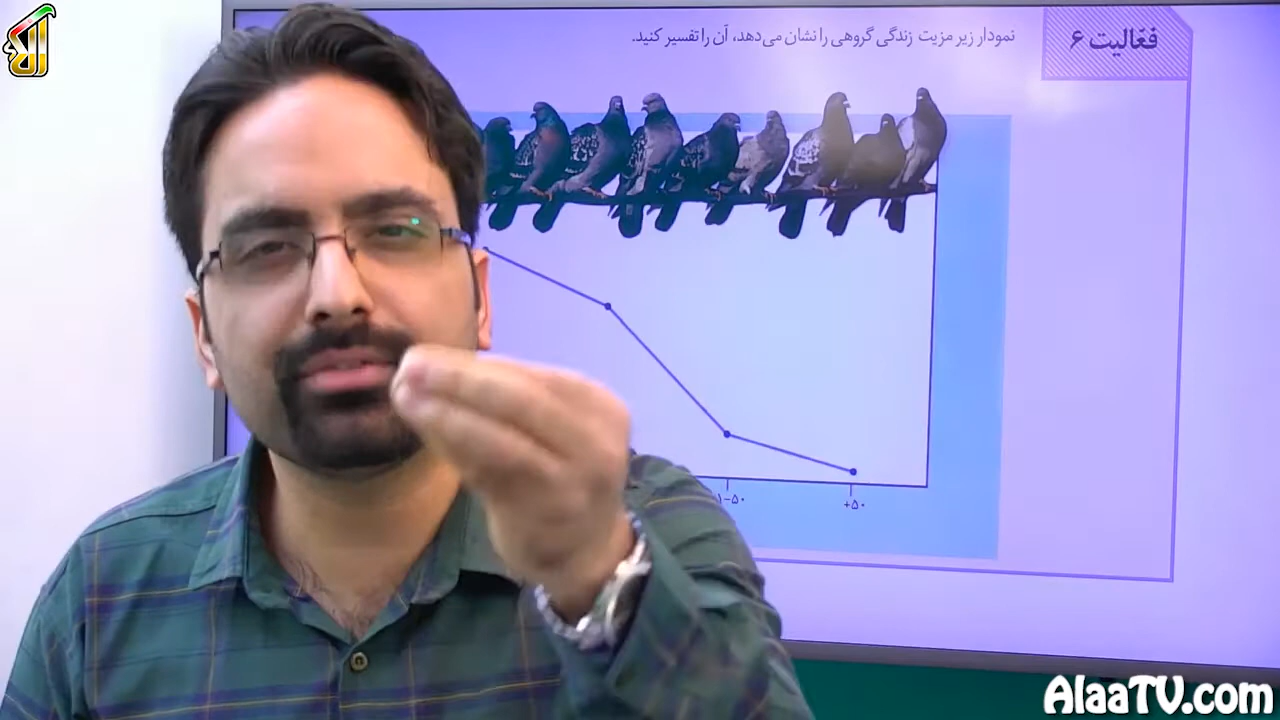 فعّالیت ۶
نمودار زیر مزیت زندگی گروهی را نشان می‌دهد، آن را تفسیر کنید.
+۵۰
AlaaTV.com